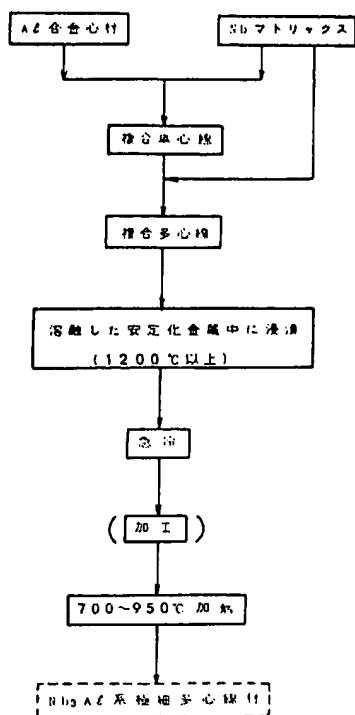 Aℓ合金心材
Nbマトリックス
複合単心線
複合多心線
溶融した安定化金属中に浸漬
(1200℃以上)
急冷
(加工)
700~950℃加熱
Nb₃Aℓ系極細多心線材